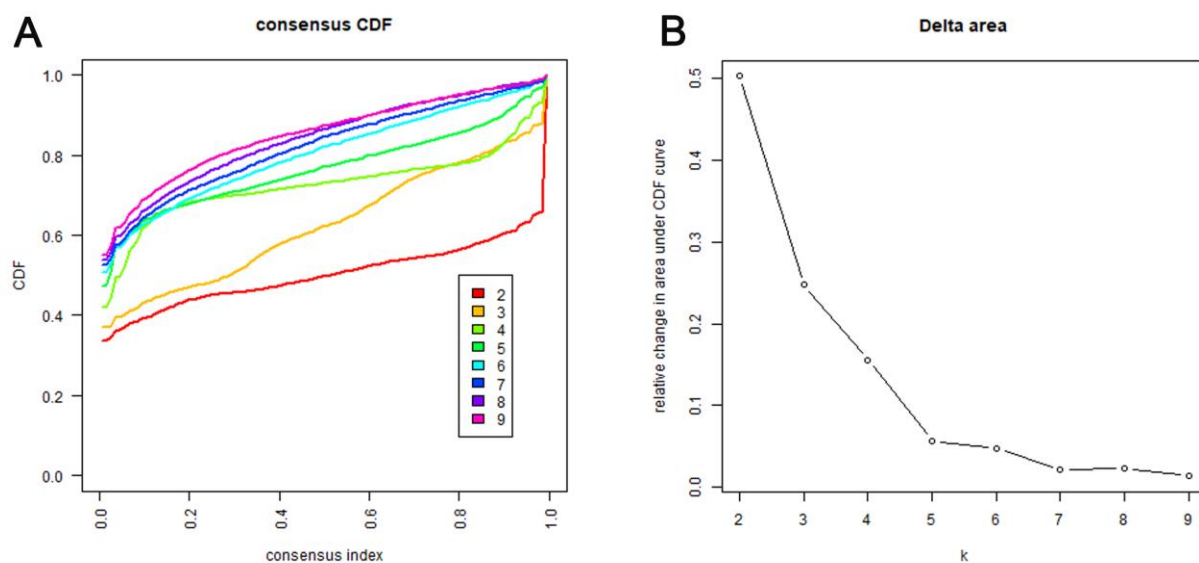 A
consensus CDF
CDF
1.0
0.8
0.6
0.4
0.2
0.0
2
3
4
5
6
7
8
9
0.0 0.2 0.4 0.6 0.8 1.0
consensus index
B
Delta area
relative change in area under CDF curve
0.5
0.4
0.3
0.2
0.1
0.0
2 3 4 5 6 7 8 9
k